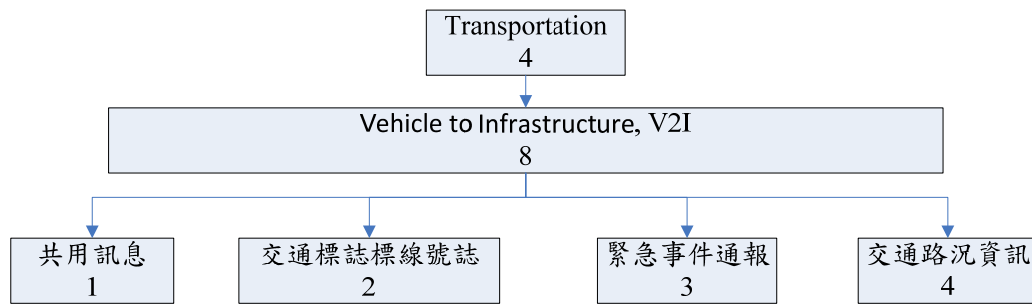 Transportation
4
Vehicle to Infrastructure, V2I
8
共用訊息
1
交通標誌標線號誌
2
緊急事件通報
3
交通路況資訊
4